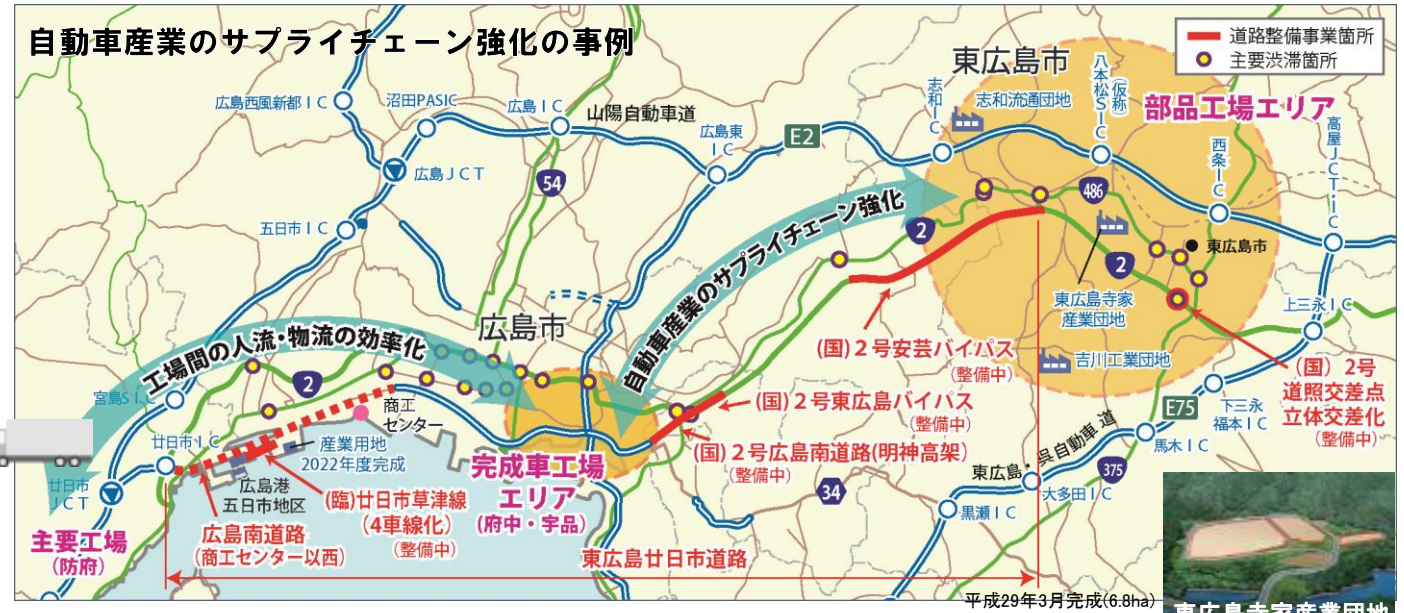 自動車産業のサプライチェーン強化の事例
道路整備事業箇所
主要渋滞箇所
広島西風新都IC
沼田PASIC
広島IC
山陽自動車道
広島東
IC
E2
東広島市
志和IC
志和流通団地
八本松SIC
(仮称)
部品工場エリア
高屋JCT・IC
西条IC
広島JCT
54
486
五日市IC
自動車産業のサプライチェーン強化
2
2
東広島市
東広島寺家
産業団地
上三永IC
広島市
工場間の人流・物流の効率化
2
(国)2号安芸バイパス
(整備中)
吉川工業団地
(国) 2号
道照交差点
立体交差化
(整備中)
宮島SIC
商工
センター
(国)2号東広島バイパス
(整備中)
E75
下三永
福本IC
廿日市IC
産業用地
2022年度完成
完成車工場
エリア
(府中・宇品)
(国)2号広島南道路(明神高架)
(整備中)
馬木IC
廿日市
JCT
広島港
五日市地区
(臨)廿日市草津線
(4車線化)
(整備中)
34
東広島・呉自動車道
375
大多田IC
黒瀬IC
主要工場
(防府)
広島南道路
(商工センター以西)
東広島廿日市道路
平成29年3月完成(6.8ha)
東広島寺家産業団地